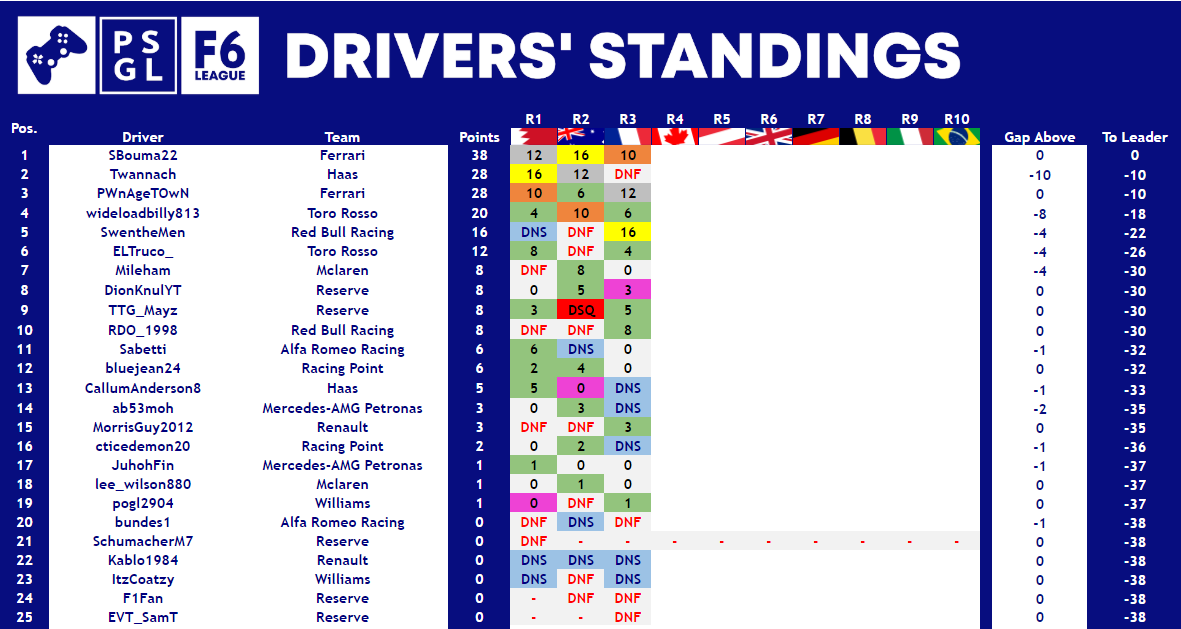 PS
GL
F6
LEAGUE
DRIVERS' STANDINGS
Pos. Driver Team Points R1 R2 R3 R4 R5 R6 R7 R8 R9 R10 Gap Above To Leader
1 SBouma22 Ferrari 38 12 16 10 0 0
2 Twannach Haas 28 16 12 DNF -10 -10
3 PWnAgeTOwN Ferrari 28 10 6 12 0 -10
4 wideloadbilly813 Toro Rosso 20 4 10 6 -8 -18
5 SwentheMen Red Bull Racing 16 DNS DNF 16 -4 -22
6 ELTruco_ Toro Rosso 12 8 DNF 4 -4 -26
7 Mileham Mclaren 8 DNF 8 0 -4 -30
8 DionKnulYT Reserve 8 0 5 3 0 -30
9 TTG_Mayz Reserve 8 3 DSQ 5 0 -30
10 RDO_1998 Red Bull Racing 8 DNF DNF 8 0 -30
11 Sabetti Alfa Romeo Racing 6 6 DNS 0 -1 -32
12 bluejean24 Racing Point 6 2 4 0 0 -32
13 CallumAnderson8 Haas 5 5 0 DNS -1 -33
14 ab53moh Mercedes-AMG Petronas 3 0 3 DNS -2 -35
15 MorrisGuy2012 Renault 3 DNF DNF 3 0 -35
16 cticedemon20 Racing Point 2 0 2 DNS -1 -36
17 JuhohFin Mercedes-AMG Petronas 1 1 0 0 -1 -37
18 lee_wilson880 Mclaren 1 0 1 0 0 -37
19 pogl2904 Williams 1 0 DNF 1 0 -37
20 bundes1 Alfa Romeo Racing 0 DNF DNS DNF -1 -38
21 SchumacherM7 Reserve 0 DNF - - - - - - - - - 0 -38
22 Kablo1984 Renault 0 DNS DNS DNS 0 -38
23 ItzCoatzy Williams 0 DNS DNF DNS 0 -38
24 F1Fan Reserve 0 - DNF DNF 0 -38
25 EVT_SamT Reserve 0 - - DNF 0 -38